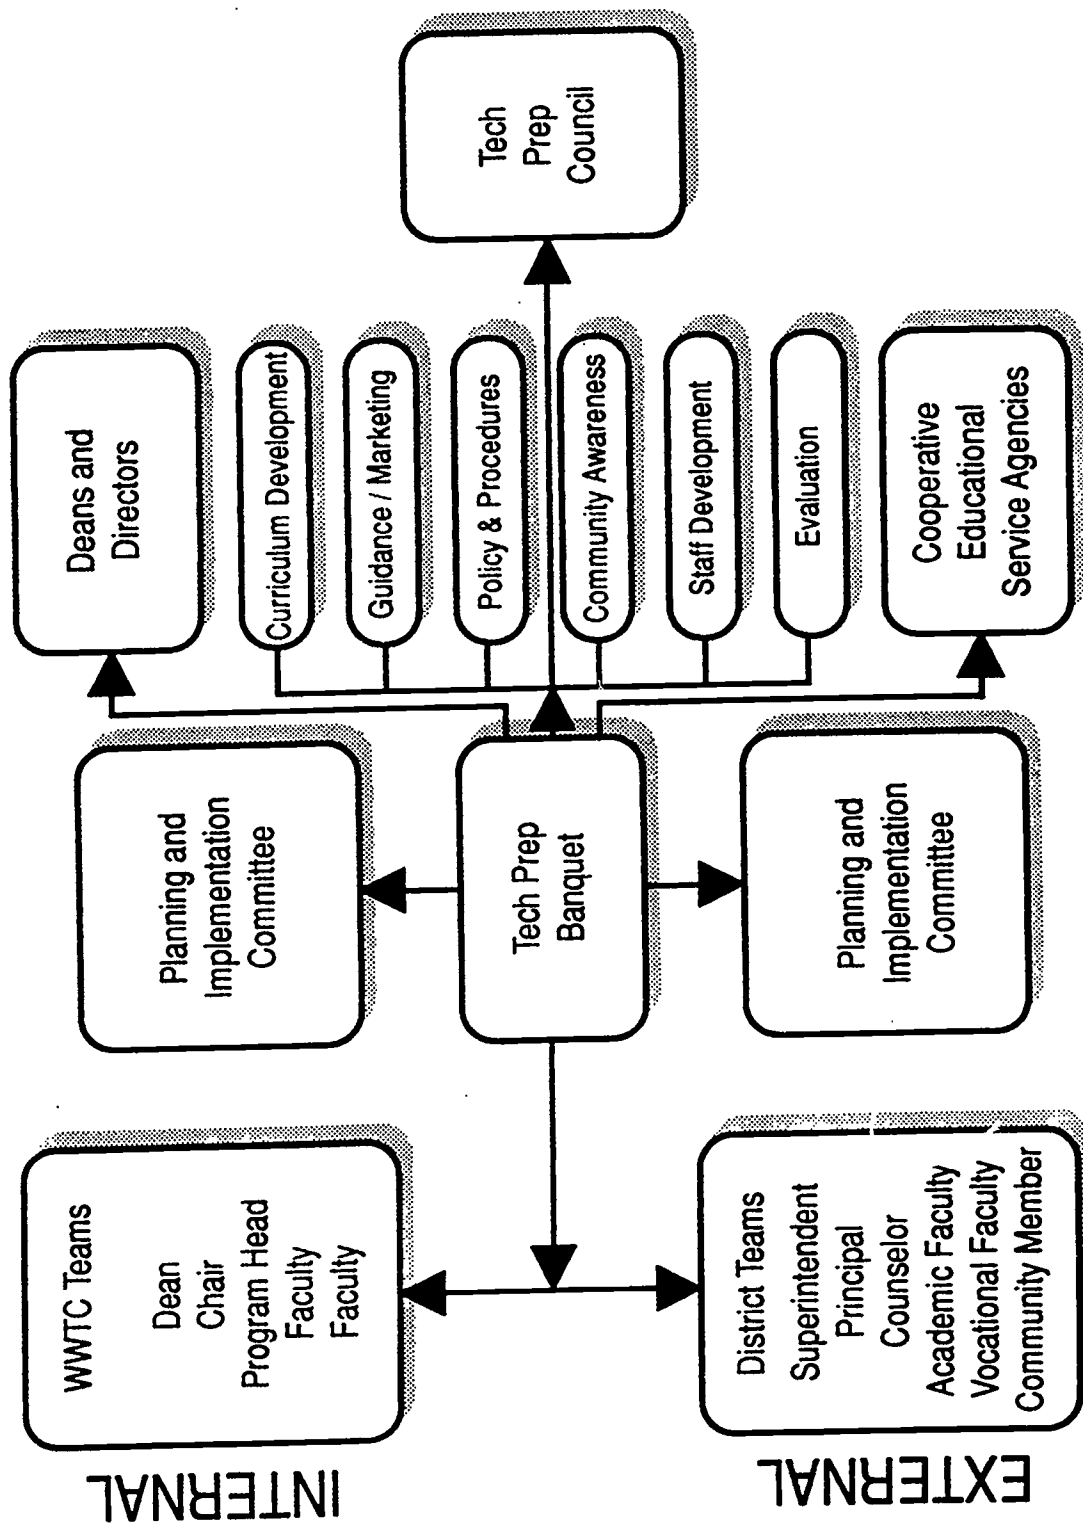 INTERNAL
WWTC Teams
Dean
Chair
Program Head
Faculty
Faculty
Planning and
Implementation
Committee
Deans and
Directors
Tech Prep
Banquet
Curriculum Development
Guidance / Marketing
Policy & Procedures
Community Awareness
Staff Development
Evaluation
Tech
Prep
Council
EXTERNAL
District Teams
Superintendent
Principal
Counselor
Academic Faculty
Vocational Faculty
Community Member
Planning and
Implementation
Committee
Cooperative
Educational
Service Agencies